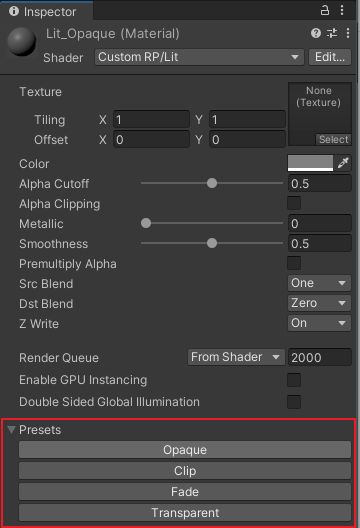 Inspector
Lit_Opaque (Material)
Shader Custom RP/Lit Edit...
Texture None
(Texture)
Tiling X 1 Y 1
Offset X 0 Y 0 Select
Color
Alpha Cutoff 0.5
Alpha Clipping
Metallic 0
Smoothness 0.5
Premultiply Alpha
Src Blend One
Dst Blend Zero
Z Write On
Render Queue From Shader 2000
Enable GPU Instancing
Double Sided Global Illumination
Presets
Opaque
Clip
Fade
Transparent